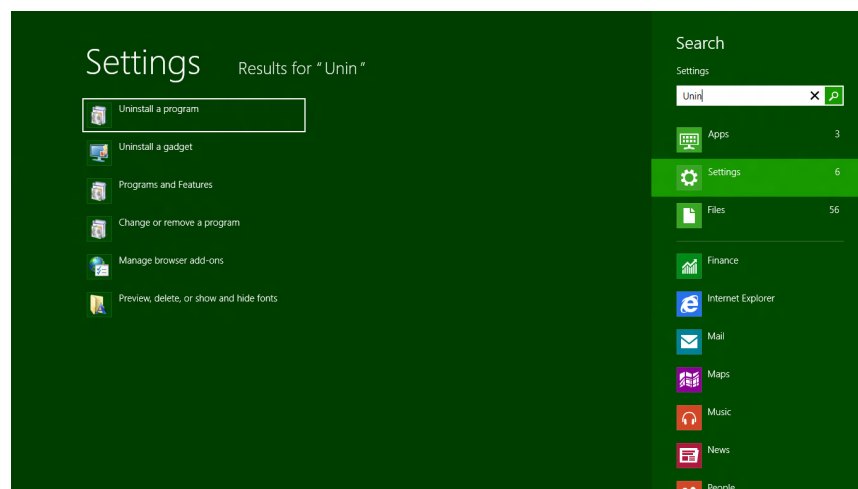 Settings
Results for “Unin”
Uninstall a program
Uninstall a gadget
Programs and Features
Change or remove a program
Manage browser add-ons
Preview, delete, or show and hide fonts
Search
Settings
Unin
Apps 3
Settings 6
Files 56
Finance
Internet Explorer
Mail
Maps
Music
News
People